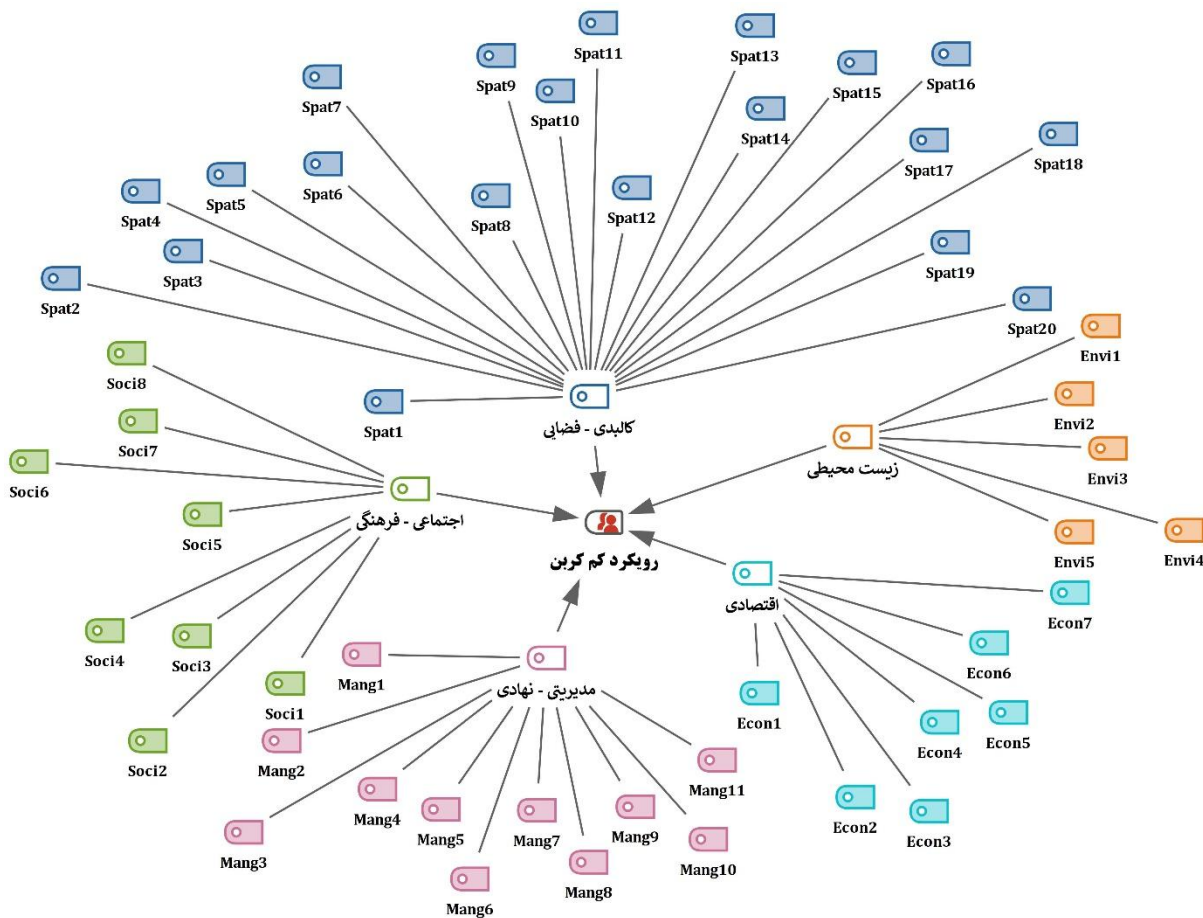 Spat11
Spat13
Spat9
Spat15
Spat16
Spat7
Spat10
Spat14
Spat17
Spat18
Spat5
Spat6
Spat4
Spat8
Spat12
Spat3
Spat19
Spat2
Spat20
Envi1
Soci8
Envi2
Spat1
کالبدی - فضایی
Soci7
زیست محیطی
Envi3
Soci6
اجتماعی - فرهنگی
Soci5
رویکرد کم کربن
Envi5
Envi4
اقتصادی
Econ7
Soci4
Soci3
Mang1
Econ6
مدیریتی - نهادی
Soci1
Econ1
Soci2
Mang2
Econ4
Econ5
Mang11
Mang4
Mang5
Mang7
Mang9
Econ2
Econ3
Mang3
Mang10
Mang8
Mang6